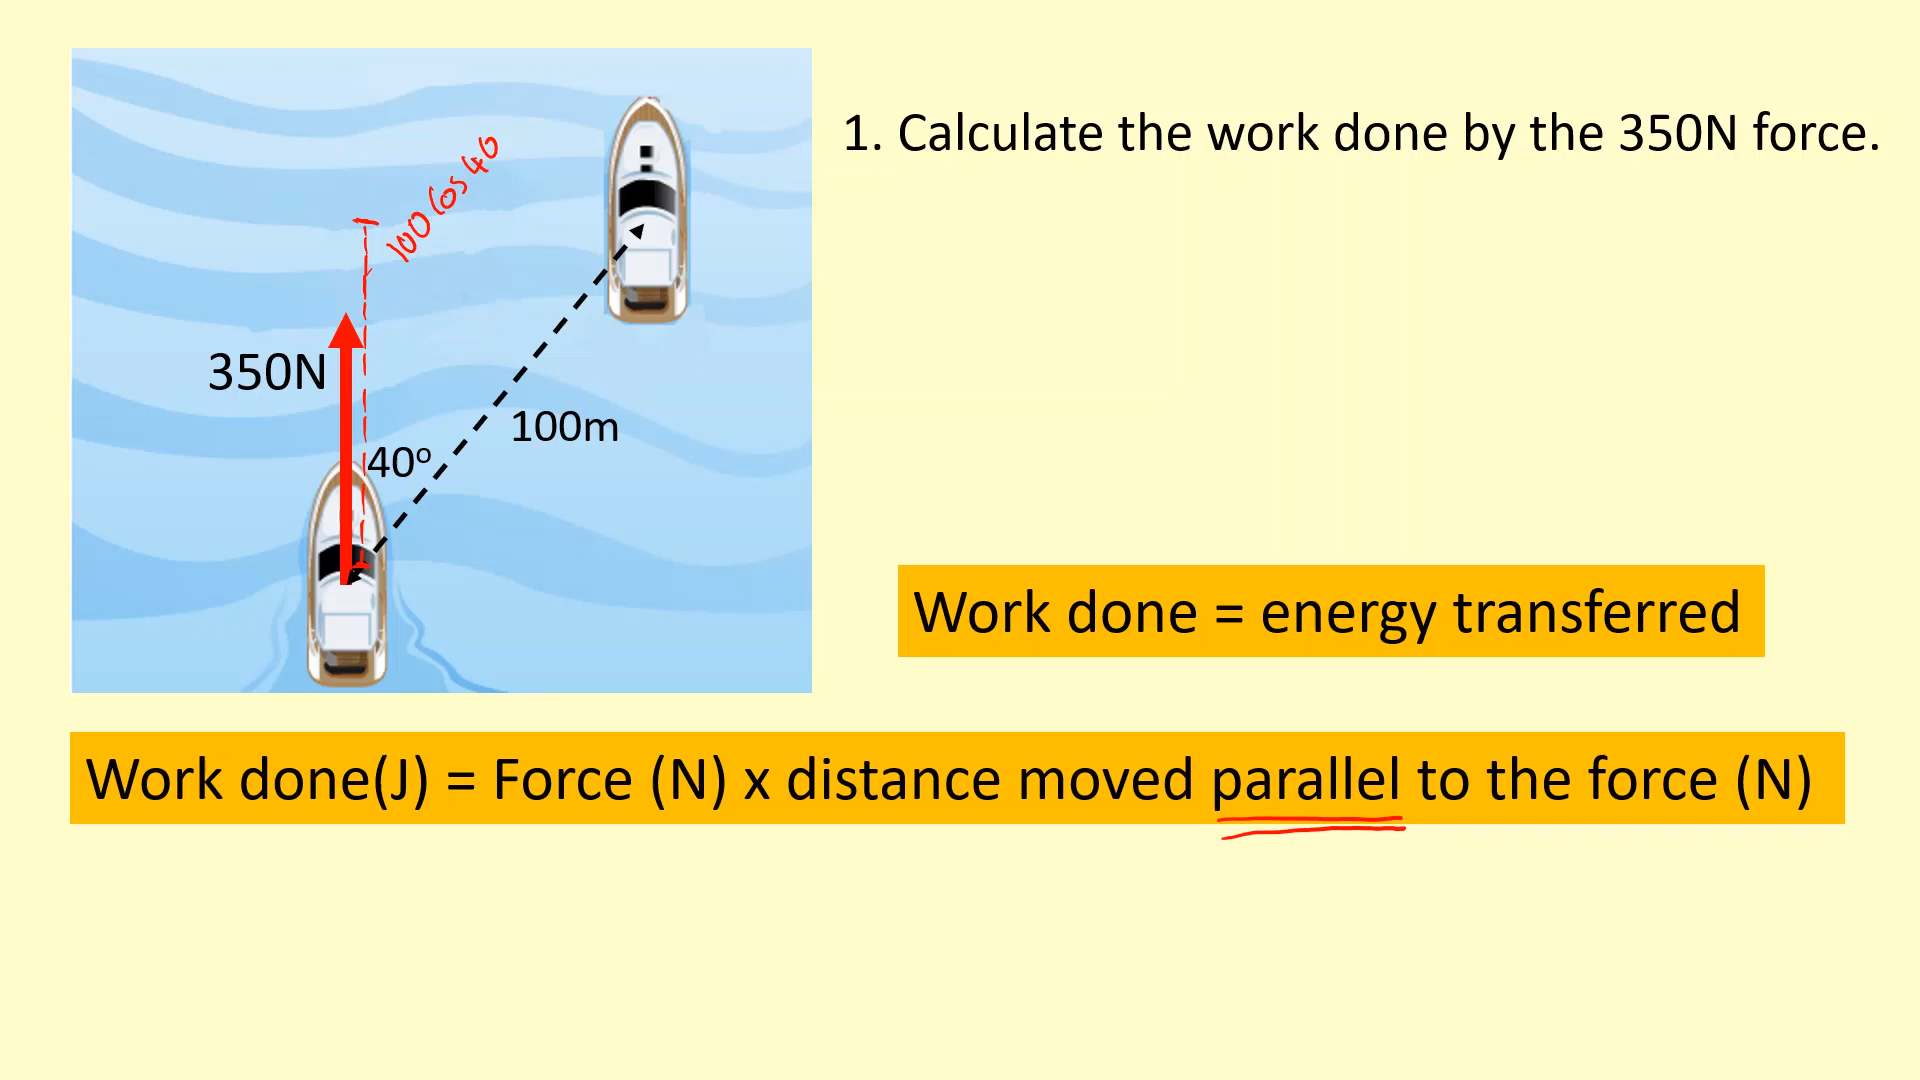 1. Calculate the work done by the 350N force.
100 Cos 40
350N
100m
40º
Work done = energy transferred
Work done(J) = Force (N) x distance moved parallel to the force (N)